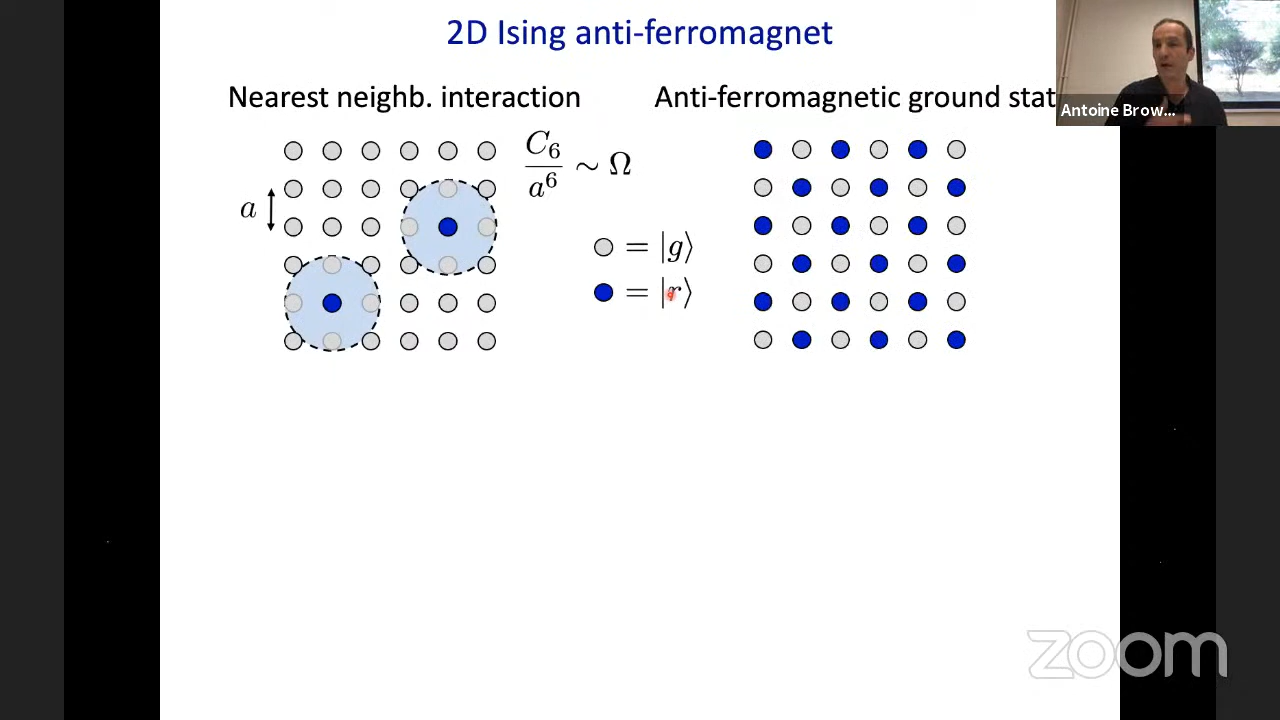 2D Ising anti-ferromagnet
Nearest neighb. interaction
Anti-ferromagnetic ground stat
Antoine Brow...
C_6/a^6 ~ Ω
a
= |g⟩
= |r⟩
zoom